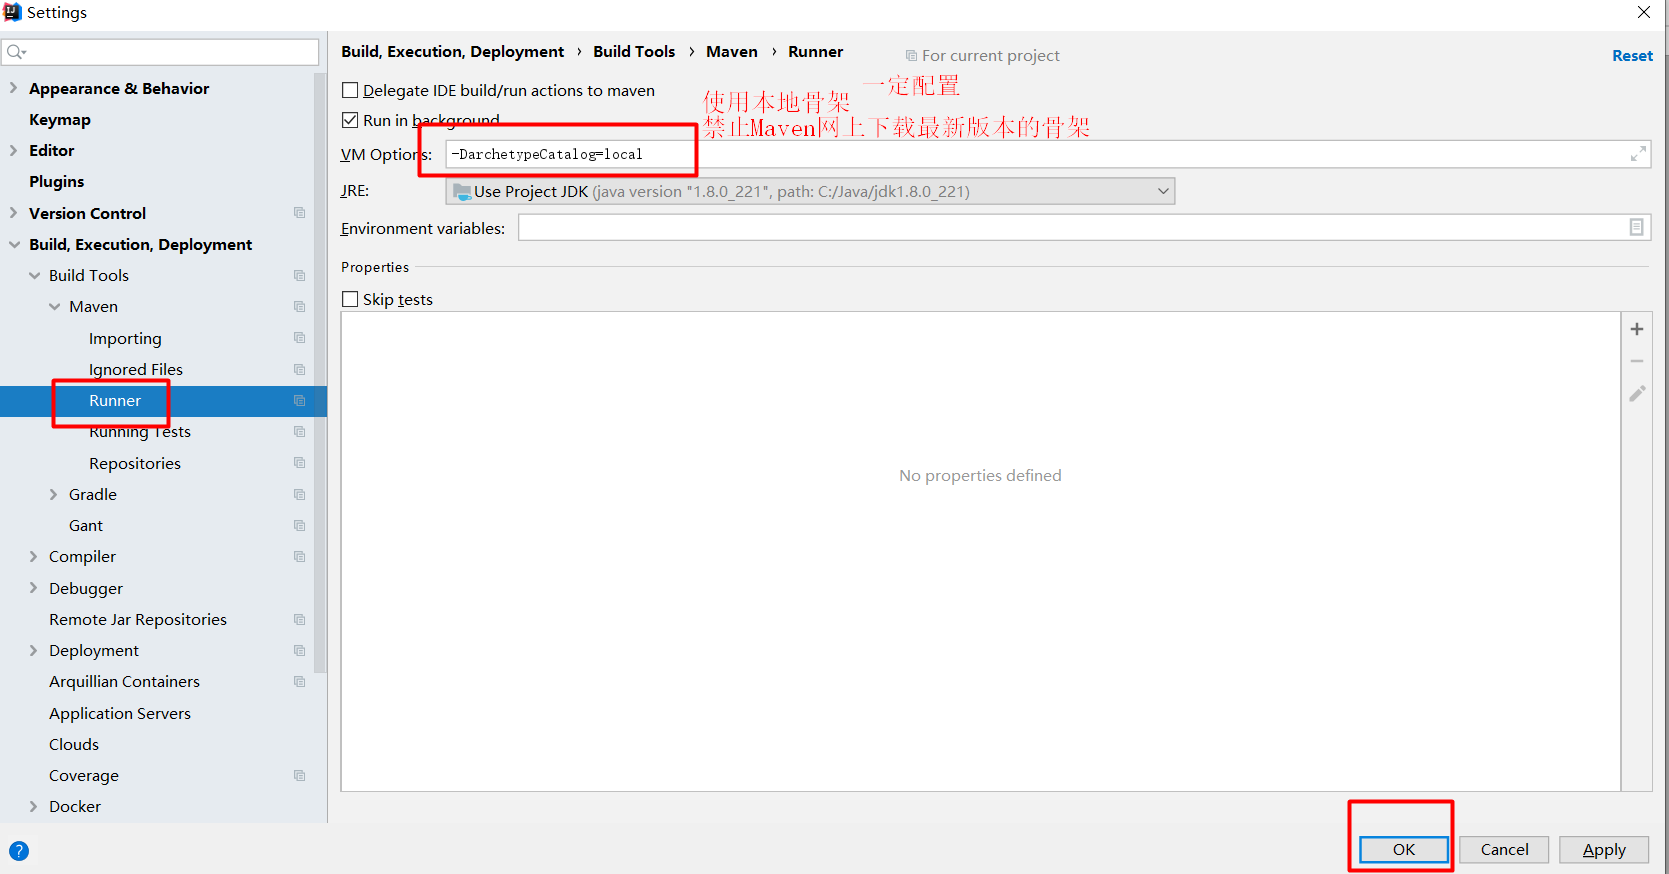 Settings
Build, Execution, Deployment › Build Tools › Maven › Runner
For current project
Reset
Appearance & Behavior
Keymap
Editor
Plugins
Version Control
Build, Execution, Deployment
Build Tools
Maven
Importing
Ignored Files
Runner
Running Tests
Repositories
Gradle
Gant
Compiler
Debugger
Remote Jar Repositories
Deployment
Arquillian Containers
Application Servers
Clouds
Coverage
Docker
Delegate IDE build/run actions to maven
一定配置
使用本地骨架
Run in background
禁止Maven网上下载最新版本的骨架
VM Options: -DarchetypeCatalog=local
JRE: Use Project JDK (java version "1.8.0_221", path: C:/Java/jdk1.8.0_221)
Environment variables:
Properties
Skip tests
No properties defined
?
OK Cancel Apply